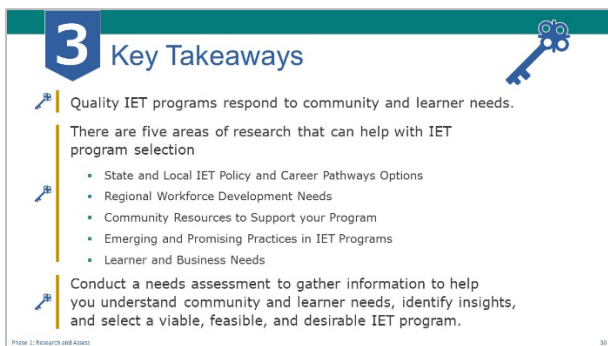 3 Key Takeaways
Quality IET programs respond to community and learner needs.
There are five areas of research that can help with IET
program selection
▪ State and Local IET Policy and Career Pathways Options
▪ Regional Workforce Development Needs
▪ Community Resources to Support your Program
▪ Emerging and Promising Practices in IET Programs
▪ Learner and Business Needs
Conduct a needs assessment to gather information to help
you understand community and learner needs, identify insights,
and select a viable, feasible, and desirable IET program.
Phase 1: Research and Assess
36